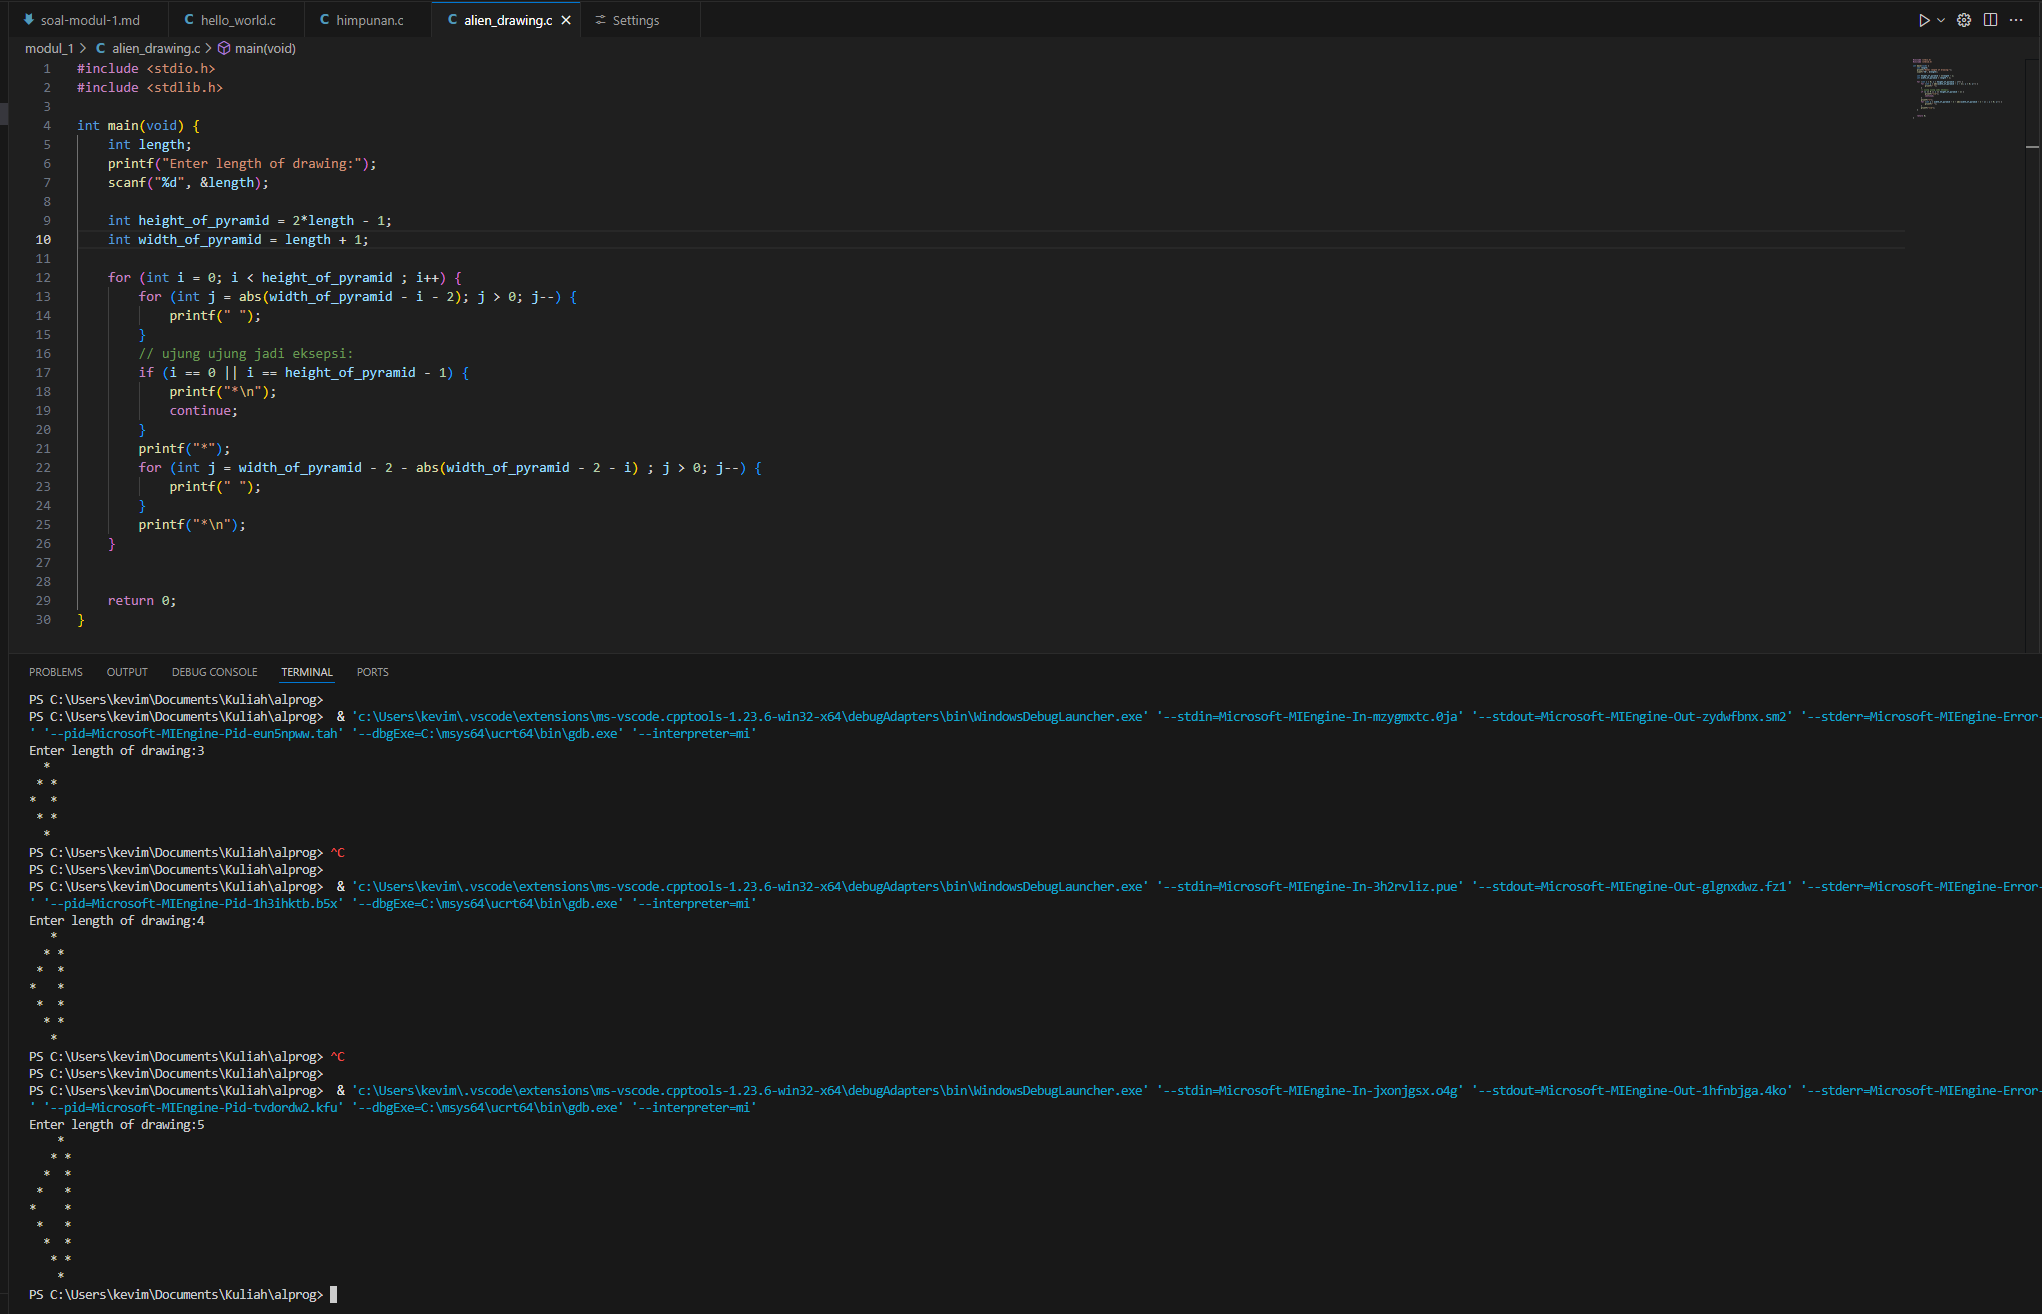 soal-modul-1.md   C hello_world.c   C himpunan.c   C alien_drawing.c   Settings
modul_1 > C alien_drawing.c > main(void)
1 #include <stdio.h>
2 #include <stdlib.h>
3
4 int main(void) {
5     int length;
6     printf("Enter length of drawing:");
7     scanf("%d", &length);
8
9     int height_of_pyramid = 2*length - 1;
10     int width_of_pyramid = length + 1;
11
12     for (int i = 0; i < height_of_pyramid ; i++) {
13         for (int j = abs(width_of_pyramid - i - 2); j > 0; j--) {
14             printf(" ");
15         }
16         // ujung ujung jadi eksepsi:
17         if (i == 0 || i == height_of_pyramid - 1) {
18             printf("*\n");
19             continue;
20         }
21         printf("*");
22         for (int j = width_of_pyramid - 2 - abs(width_of_pyramid - 2 - i) ; j > 0; j--) {
23             printf(" ");
24         }
25         printf("*\n");
26     }
27
28
29     return 0;
30 }
PROBLEMS   OUTPUT   DEBUG CONSOLE   TERMINAL   PORTS
PS C:\Users\kevim\Documents\Kuliah\alprog>
PS C:\Users\kevim\Documents\Kuliah\alprog>  & 'c:\Users\kevim\.vscode\extensions\ms-vscode.cpptools-1.23.6-win32-x64\debugAdapters\bin\WindowsDebugLauncher.exe' '--stdin=Microsoft-MIEngine-In-mzygmxtc.0ja' '--stdout=Microsoft-MIEngine-Out-zydwfbnx.sm2' '--stderr=Microsoft-MIEngine-Error-
' '--pid=Microsoft-MIEngine-Pid-eun5npww.tah' '--dbgExe=C:\msys64\ucrt64\bin\gdb.exe' '--interpreter=mi'
Enter length of drawing:3
  *
 * *
*  *
 * *
  *
PS C:\Users\kevim\Documents\Kuliah\alprog> ^C
PS C:\Users\kevim\Documents\Kuliah\alprog>
PS C:\Users\kevim\Documents\Kuliah\alprog>  & 'c:\Users\kevim\.vscode\extensions\ms-vscode.cpptools-1.23.6-win32-x64\debugAdapters\bin\WindowsDebugLauncher.exe' '--stdin=Microsoft-MIEngine-In-3h2rvliz.pue' '--stdout=Microsoft-MIEngine-Out-glgnxdwz.fz1' '--stderr=Microsoft-MIEngine-Error-
' '--pid=Microsoft-MIEngine-Pid-1h3ihktb.b5x' '--dbgExe=C:\msys64\ucrt64\bin\gdb.exe' '--interpreter=mi'
Enter length of drawing:4
   *
  * *
 *  *
*   *
 *  *
  * *
   *
PS C:\Users\kevim\Documents\Kuliah\alprog> ^C
PS C:\Users\kevim\Documents\Kuliah\alprog>
PS C:\Users\kevim\Documents\Kuliah\alprog>  & 'c:\Users\kevim\.vscode\extensions\ms-vscode.cpptools-1.23.6-win32-x64\debugAdapters\bin\WindowsDebugLauncher.exe' '--stdin=Microsoft-MIEngine-In-jxonjgsx.o4g' '--stdout=Microsoft-MIEngine-Out-1hfnbjga.4ko' '--stderr=Microsoft-MIEngine-Error-
' '--pid=Microsoft-MIEngine-Pid-tvdordw2.kfu' '--dbgExe=C:\msys64\ucrt64\bin\gdb.exe' '--interpreter=mi'
Enter length of drawing:5
    *
   * *
  *  *
 *   *
*    *
 *   *
  *  *
   * *
    *
PS C:\Users\kevim\Documents\Kuliah\alprog>